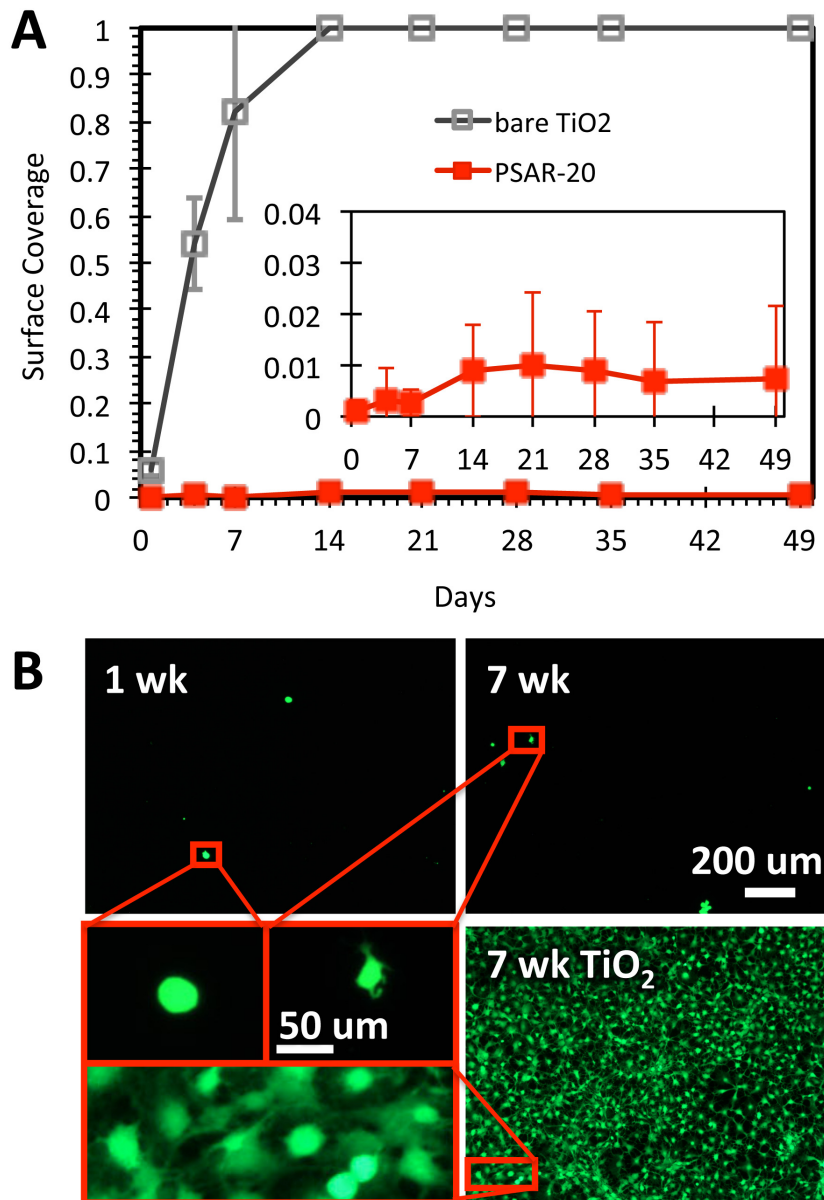 A
1
0.9
0.8
0.7
0.6
0.5
0.4
0.3
0.2
0.1
0
Surface Coverage
bare TiO2
PSAR-20
0.04
0.03
0.02
0.01
0
0 7 14 21 28 35 42 49
0 7 14 21 28 35 42 49
Days
B
1 wk
7 wk
200 um
50 um
7 wk TiO₂